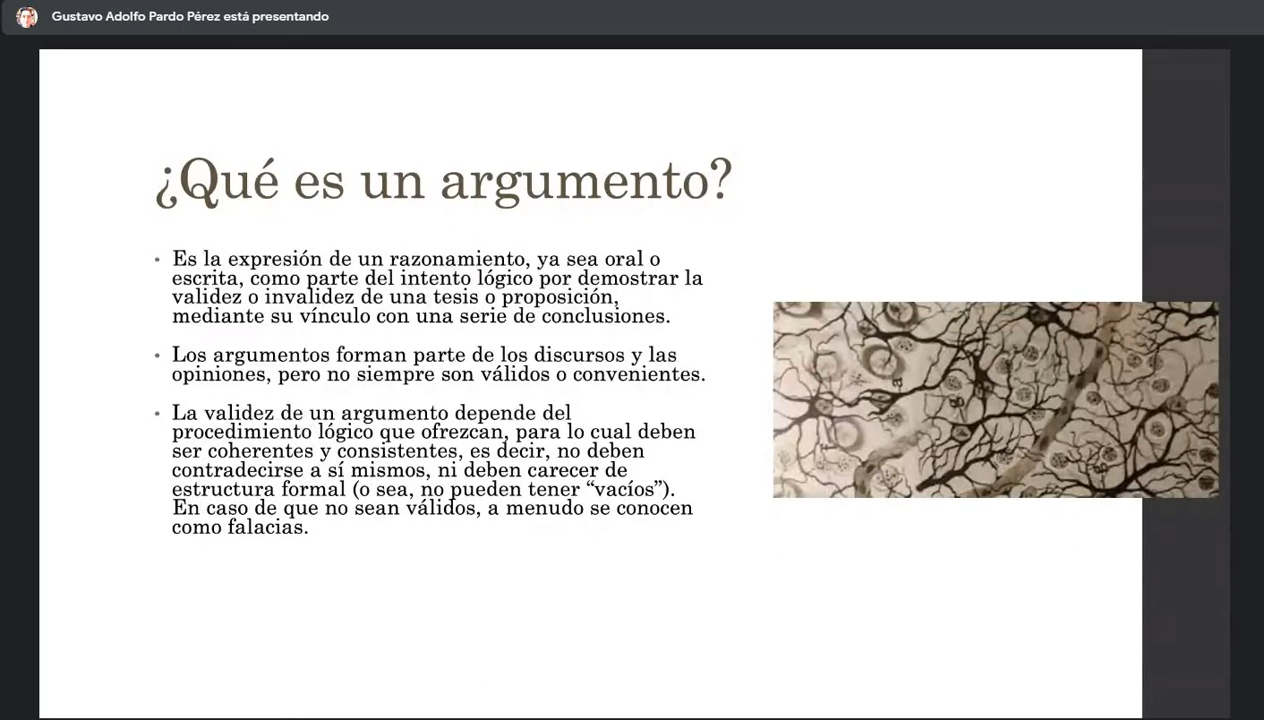 Gustavo Adolfo Pardo Pérez está presentando
¿Qué es un argumento?
• Es la expresión de un razonamiento, ya sea oral o
escrita, como parte del intento lógico por demostrar la
validez o invalidez de una tesis o proposición,
mediante su vínculo con una serie de conclusiones.
• Los argumentos forman parte de los discursos y las
opiniones, pero no siempre son válidos o convenientes.
• La validez de un argumento depende del
procedimiento lógico que ofrezcan, para lo cual deben
ser coherentes y consistentes, es decir, no deben
contradecirse a sí mismos, ni deben carecer de
estructura formal (o sea, no pueden tener “vacíos”).
En caso de que no sean válidos, a menudo se conocen
como falacias.